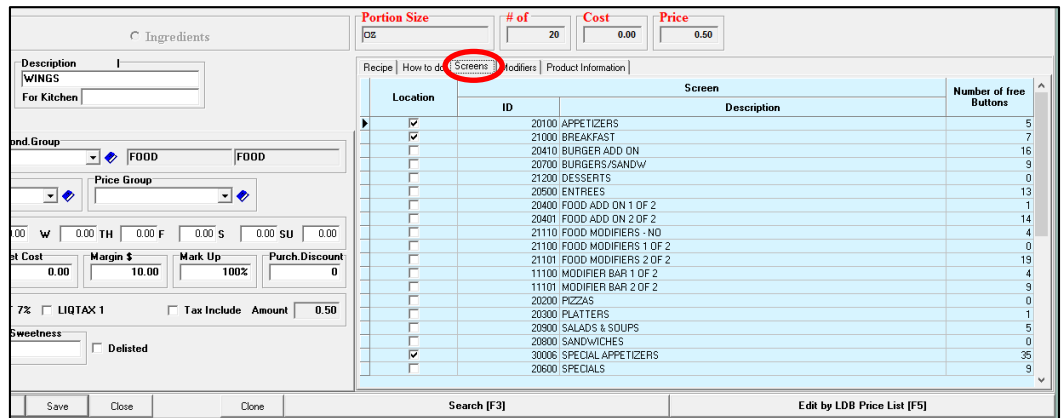 Portion Size # of Cost Price
OZ 20 0.00 0.50
Ingredients
Description
WINGS
For Kitchen
Recipe How to do Screens Modifiers Product Information
Location Screen Number of free Buttons
ID Description
20100 APPETIZERS 5
21000 BREAKFAST 7
20410 BURGER ADD ON 16
20700 BURGERS/SANDW 9
21200 DESSERTS 0
20500 ENTREES 13
20400 FOOD ADD ON 1 OF 2 1
20401 FOOD ADD ON 2 OF 2 14
21110 FOOD MODIFIERS - NO 4
21100 FOOD MODIFIERS 1 OF 2 0
21101 FOOD MODIFIERS 2 OF 2 19
11100 MODIFIER BAR 1 OF 2 4
11101 MODIFIER BAR 2 OF 2 9
20200 PIZZAS 0
20300 PLATTERS 1
20900 SALADS & SOUPS 5
20800 SANDWICHES 0
30006 SPECIAL APPETIZERS 35
20600 SPECIALS 9
ond.Group
FOOD FOOD
Price Group
.00 W 0.00 TH 0.00 F 0.00 S 0.00 SU 0.00
et Cost Margin $ Mark Up Purch.Discount
0.00 10.00 100% 0
7% LIQTAX 1 Tax Include Amount 0.50
Sweetness
Delisted
Save Close Clone Search [F3] Edit by LDB Price List [F5]